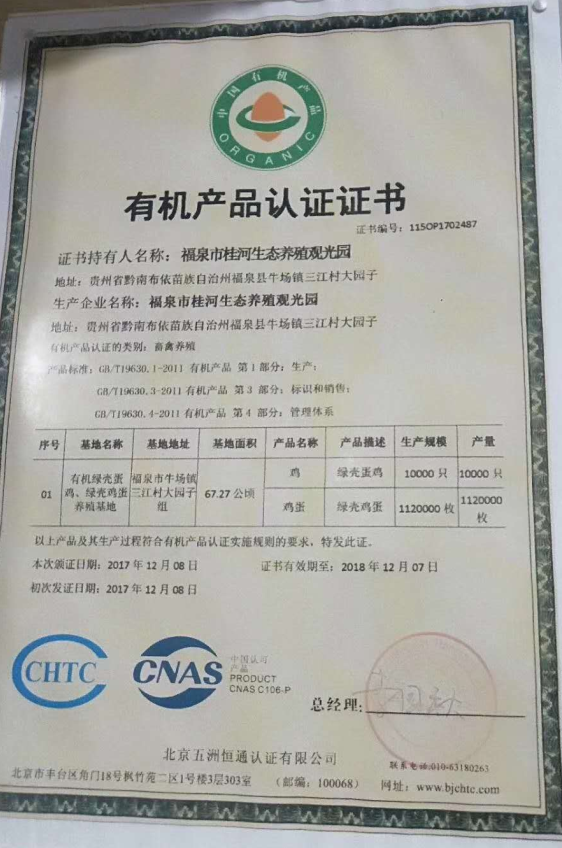 中国有机产品
ORGANIC
有机产品认证证书
证书编号：115OP1702487
证书持有人名称：福泉市桂河生态养殖观光园
地址：贵州省黔南布依苗族自治州福泉县牛场镇三江村大园子
生产企业名称：福泉市桂河生态养殖观光园
地址：贵州省黔南布依苗族自治州福泉县牛场镇三江村大园子
有机产品认证的类别：畜禽养殖
产品标准：GB/T19630.1-2011 有机产品 第 1 部分：生产；
GB/T19630.3-2011 有机产品 第 3 部分：标识和销售；
GB/T19630.4-2011 有机产品 第 4 部分：管理体系
序号 基地名称 基地地址 基地面积 产品名称 产品描述 生产规模 产量
01 有机绿壳蛋鸡、绿壳鸡蛋养殖基地 福泉市牛场镇三江村大园子组 67.27 公顷 鸡 绿壳蛋鸡 10000 只 10000 只
鸡蛋 绿壳鸡蛋 1120000 枚 1120000 枚
以上产品及其生产过程符合有机产品认证实施规则的要求，特发此证。
本次颁证日期：2017 年 12 月 08 日 证书有效期至：2018 年 12 月 07 日
初次发证日期：2017 年 12 月 08 日
CHTC
CNAS
中国认可
产品
PRODUCT
CNAS C106-P
总经理：
北京五洲恒通认证有限公司
联系电话:010-63180263
北京市丰台区角门18号枫竹苑二区1号楼3层303室 （邮编：100068） 网址：www.bjchtc.com